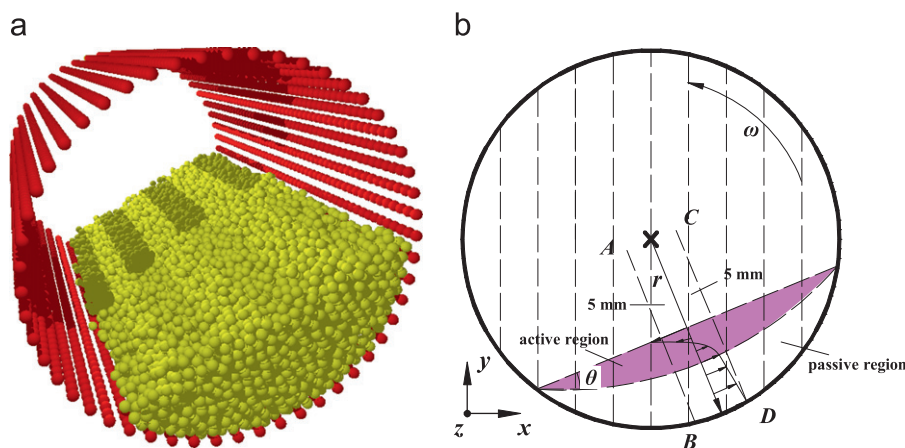 a
b
ω
C
A
r
5 mm
5 mm
active region
θ
passive region
y
z
x
B
D